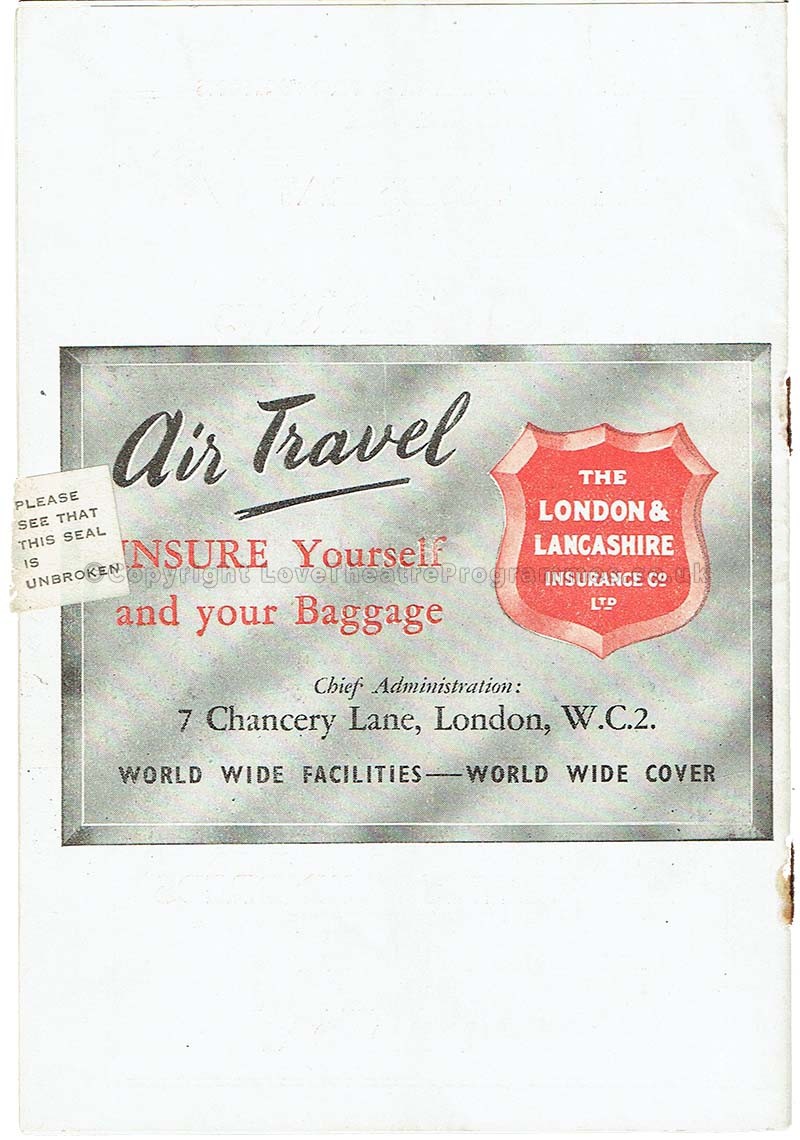 Air Travel
INSURE Yourself
and your Baggage
THE
LONDON &
LANCASHIRE
INSURANCE Co
LTD
PLEASE
SEE THAT
THIS SEAL
IS
UNBROKEN
©Copyright LoveTheatreProgrammes.co.uk
Chief Administration:
7 Chancery Lane, London, W.C.2.
WORLD WIDE FACILITIES—WORLD WIDE COVER